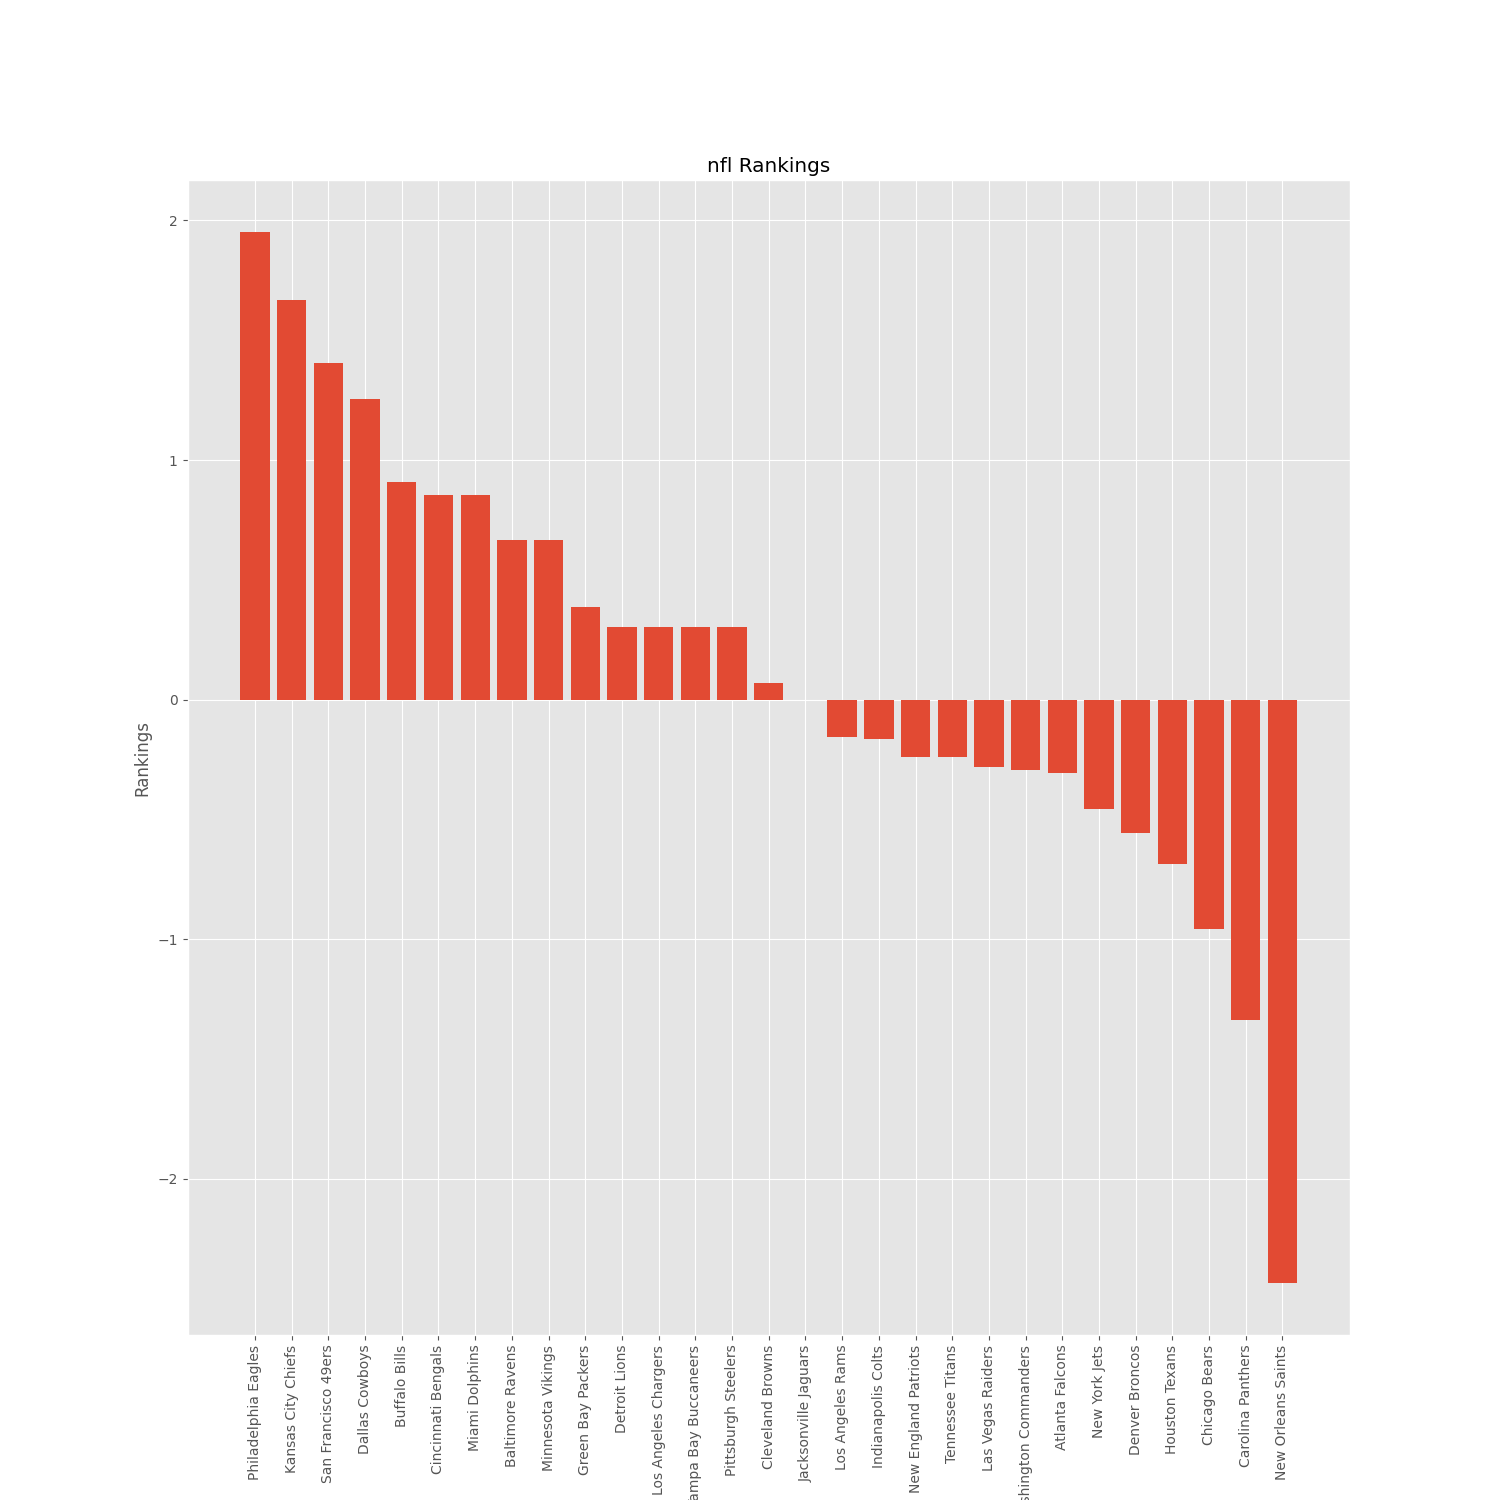 nfl Rankings
2
1
0
−1
−2
Rankings
Philadelphia Eagles
Kansas City Chiefs
San Francisco 49ers
Dallas Cowboys
Buffalo Bills
Cincinnati Bengals
Miami Dolphins
Baltimore Ravens
Minnesota Vikings
Green Bay Packers
Detroit Lions
Los Angeles Chargers
ampa Bay Buccaneers
Pittsburgh Steelers
Cleveland Browns
Jacksonville Jaguars
Los Angeles Rams
Indianapolis Colts
New England Patriots
Tennessee Titans
Las Vegas Raiders
shington Commanders
Atlanta Falcons
New York Jets
Denver Broncos
Houston Texans
Chicago Bears
Carolina Panthers
New Orleans Saints